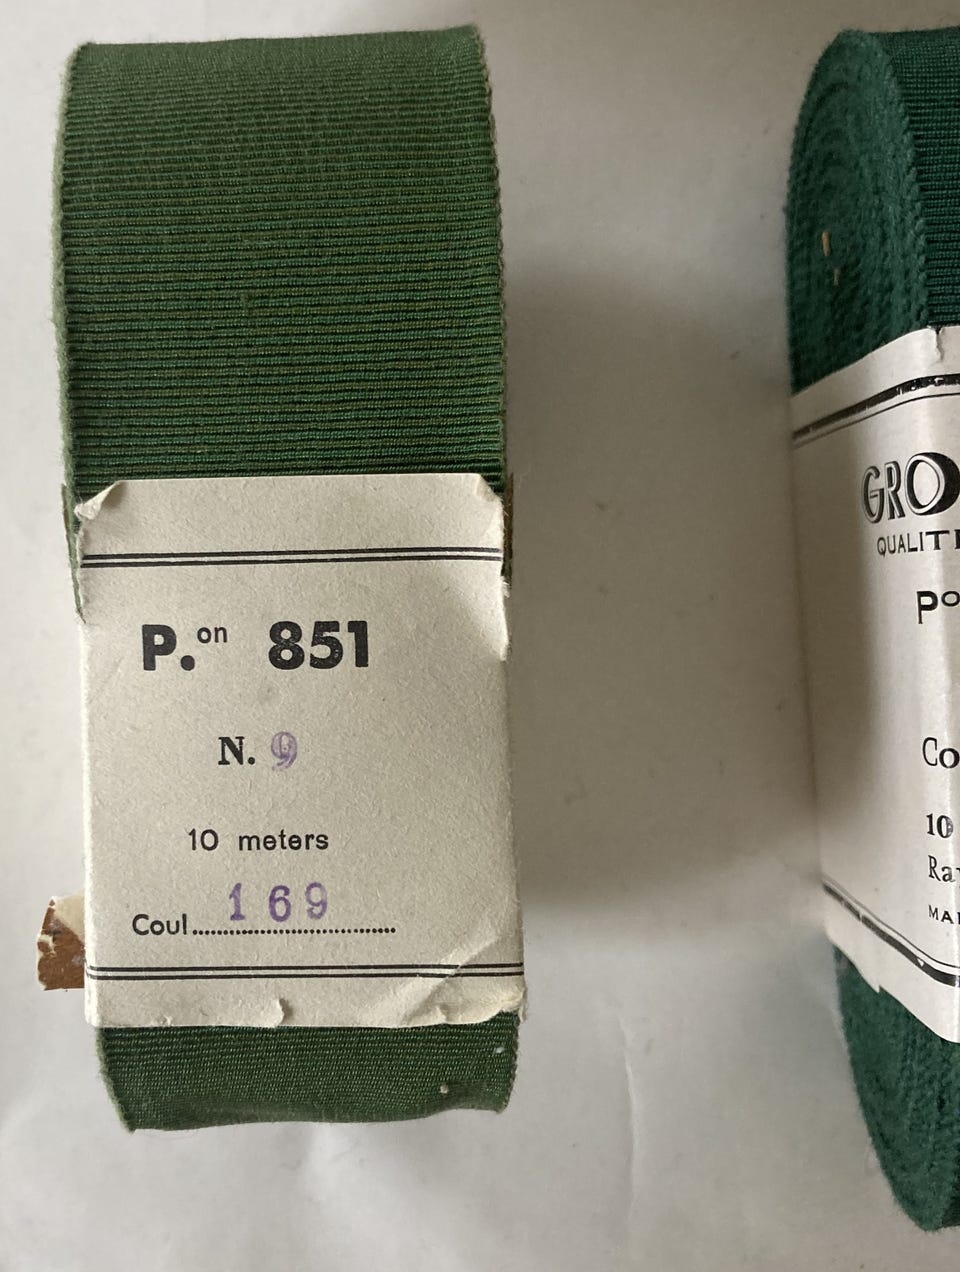 P.on 851
N. 9
10 meters
Coul. 169
GRO
QUALIT
Po
Co
10
Ra
MA